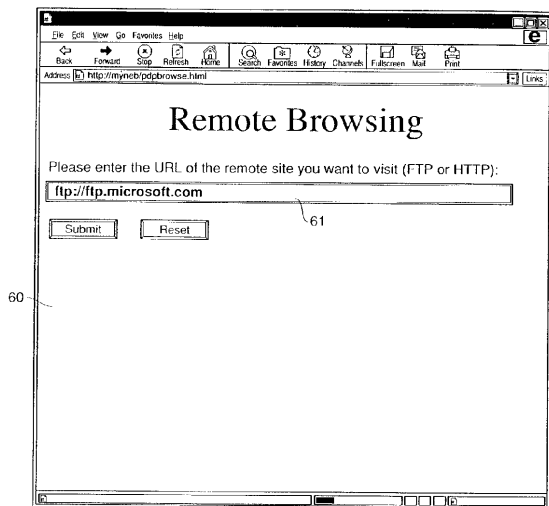 File Edit View Go Favorites Help
e
Back Forward Stop Refresh Home Search Favorites History Channels Fullscreen Mail Print
Address http://myneb/pdpbrowse.html Links
Remote Browsing
Please enter the URL of the remote site you want to visit (FTP or HTTP):
ftp://ftp.microsoft.com
61
Submit Reset
60